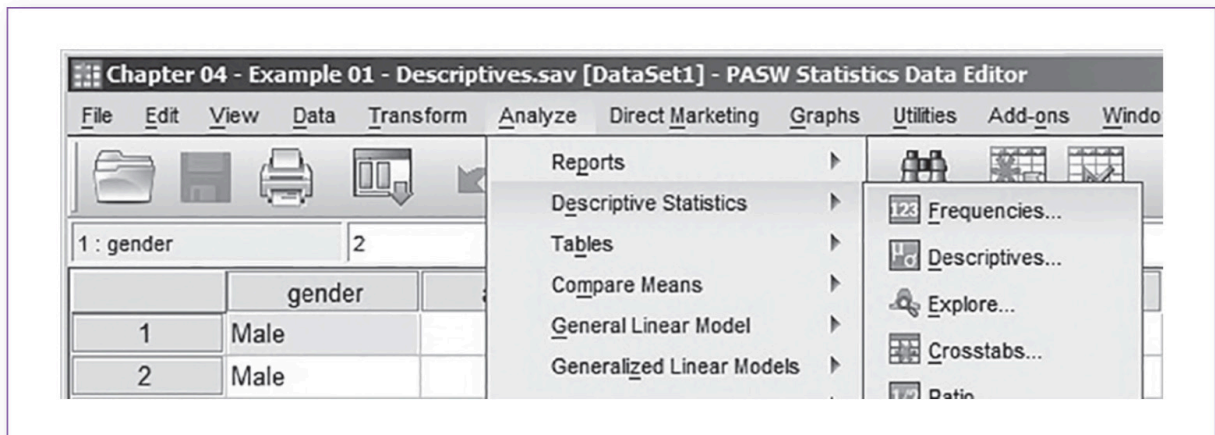 Chapter 04 - Example 01 - Descriptives.sav [DataSet1] - PASW Statistics Data Editor
File Edit View Data Transform Analyze Direct Marketing Graphs Utilities Add-ons Windo
Reports
Descriptive Statistics
123 Frequencies...
1 : gender 2
Tables
Descriptives...
gender
Compare Means
Explore...
1 Male
General Linear Model
Crosstabs...
2 Male
Generalized Linear Models
Ratio